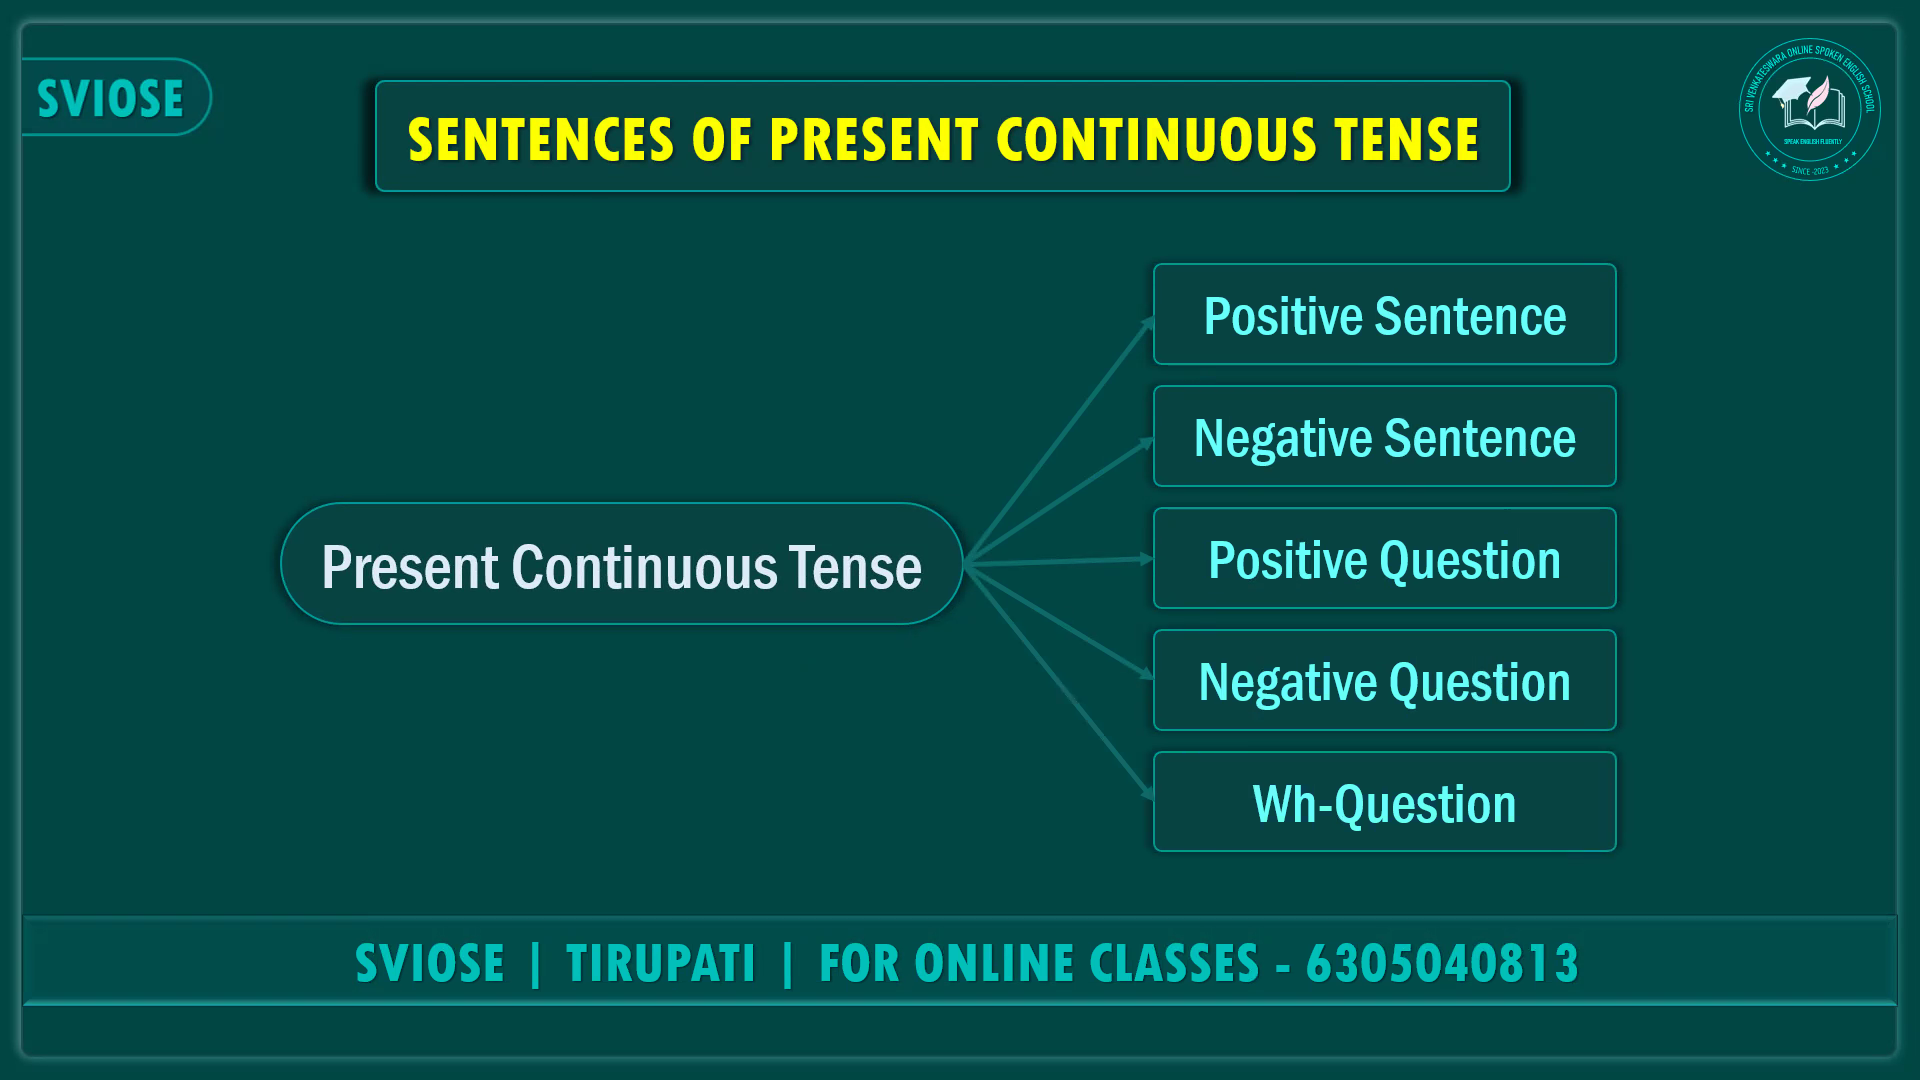 SVIOSE
SENTENCES OF PRESENT CONTINUOUS TENSE
SRI VENKATESWARA ONLINE SPOKEN ENGLISH SCHOOL
SPEAK ENGLISH FLUENTLY
SINCE -2023
Positive Sentence
Negative Sentence
Present Continuous Tense
Positive Question
Negative Question
Wh-Question
SVIOSE | TIRUPATI | FOR ONLINE CLASSES - 6305040813